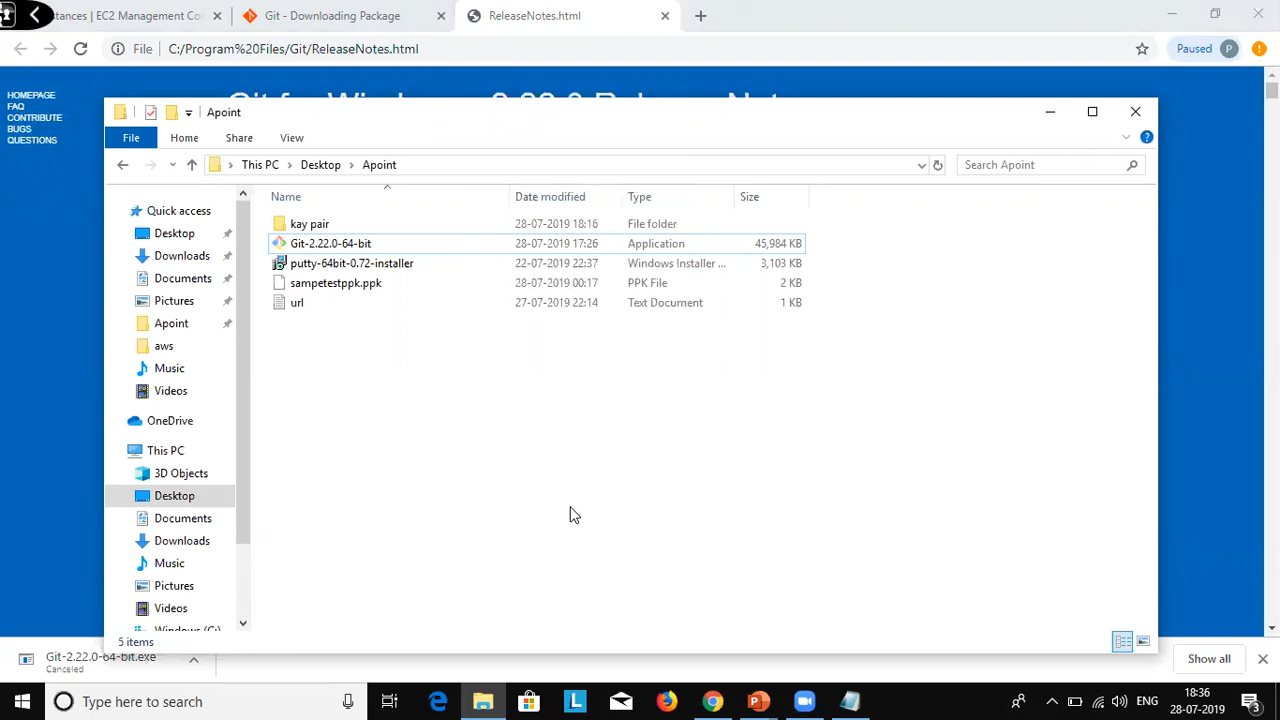 tances | EC2 Management Con
Git - Downloading Package
ReleaseNotes.html
File
C:/Program%20Files/Git/ReleaseNotes.html
Paused
P
HOMEPAGE
FAQ
CONTRIBUTE
BUGS
QUESTIONS
Apoint
File
Home
Share
View
This PC
Desktop
Apoint
Search Apoint
Name
Date modified
Type
Size
kay pair
28-07-2019 18:16
File folder
Git-2.22.0-64-bit
28-07-2019 17:26
Application
45,984 KB
putty-64bit-0.72-installer
22-07-2019 22:37
Windows Installer ...
3,103 KB
sampetestppk.ppk
28-07-2019 00:17
PPK File
2 KB
url
27-07-2019 22:14
Text Document
1 KB
Quick access
Desktop
Downloads
Documents
Pictures
Apoint
aws
Music
Videos
OneDrive
This PC
3D Objects
Desktop
Documents
Downloads
Music
Pictures
Videos
Windows (C:)
5 items
Git-2.22.0-64-bit.exe
Canceled
Show all
Type here to search
ENG
18:36
28-07-2019
3